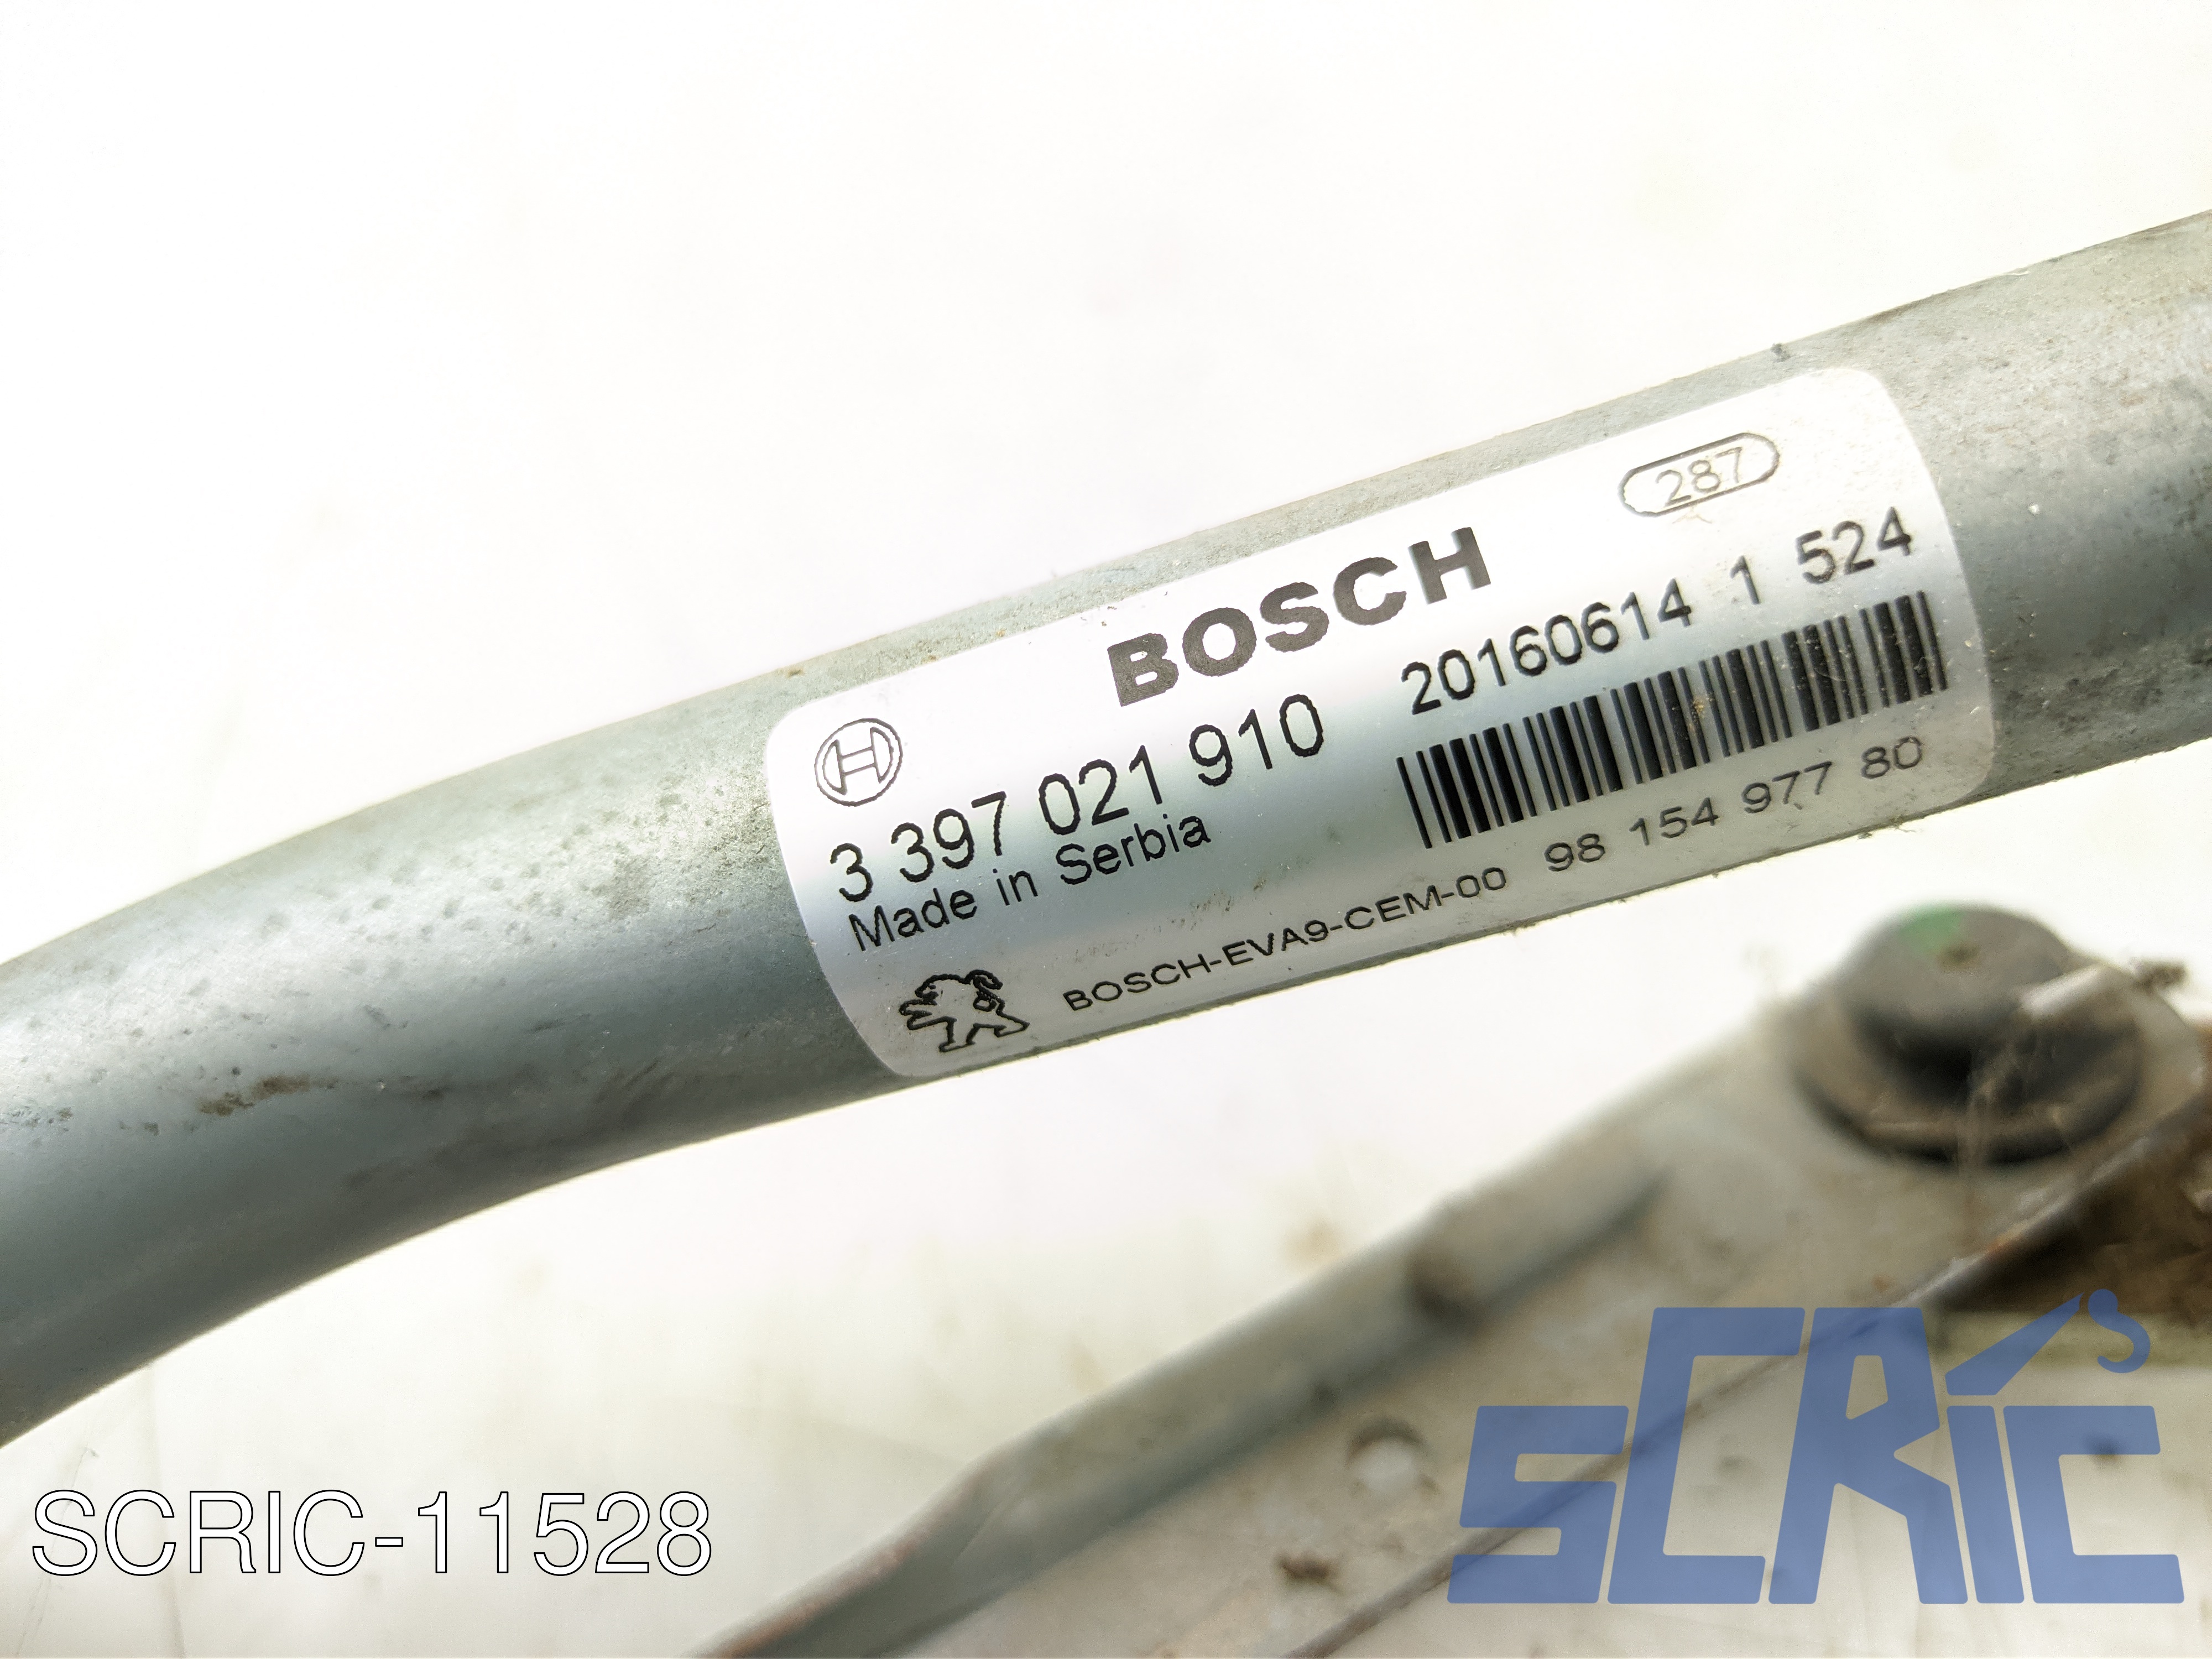 287
BOSCH
20160614 1 524
3 397 021 910
Made in Serbia
BOSCH-EVA9-CEM-00 98 154 977 80
SCRIC
SCRIC-11528